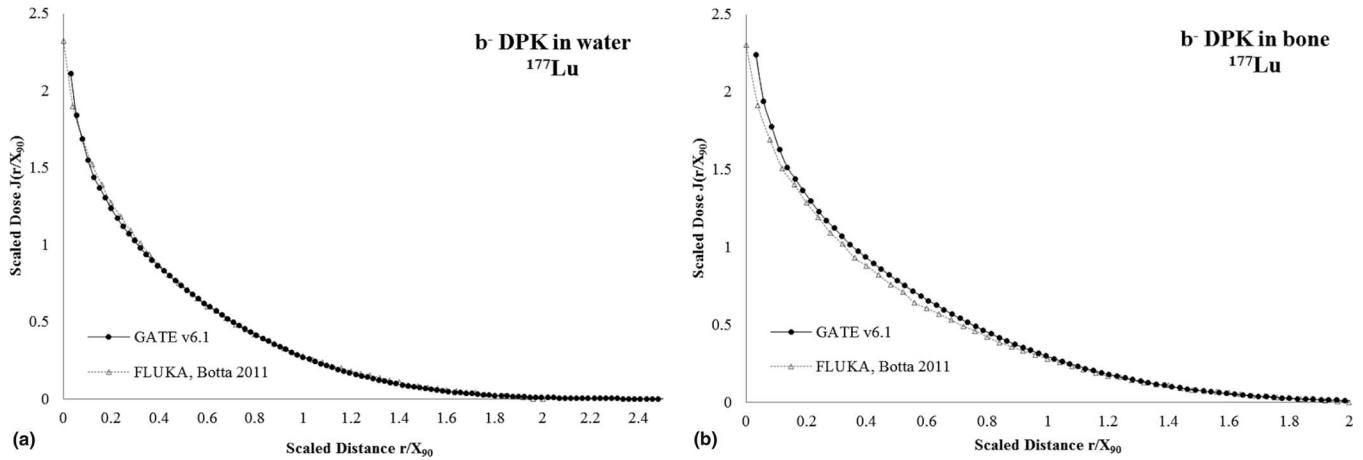 2.5
b⁻ DPK in water
¹⁷⁷Lu
2
1.5
1
0.5
0
Scaled Dose J(r/X₉₀)
GATE v6.1
FLUKA, Botta 2011
0 0.2 0.4 0.6 0.8 1 1.2 1.4 1.6 1.8 2 2.2 2.4
(a)
Scaled Distance r/X₉₀
2.5
b⁻ DPK in bone
¹⁷⁷Lu
2
1.5
1
0.5
0
Scaled Dose J(r/X₉₀)
GATE v6.1
FLUKA, Botta 2011
0 0.2 0.4 0.6 0.8 1 1.2 1.4 1.6 1.8 2
(b)
Scaled Distance r/X₉₀